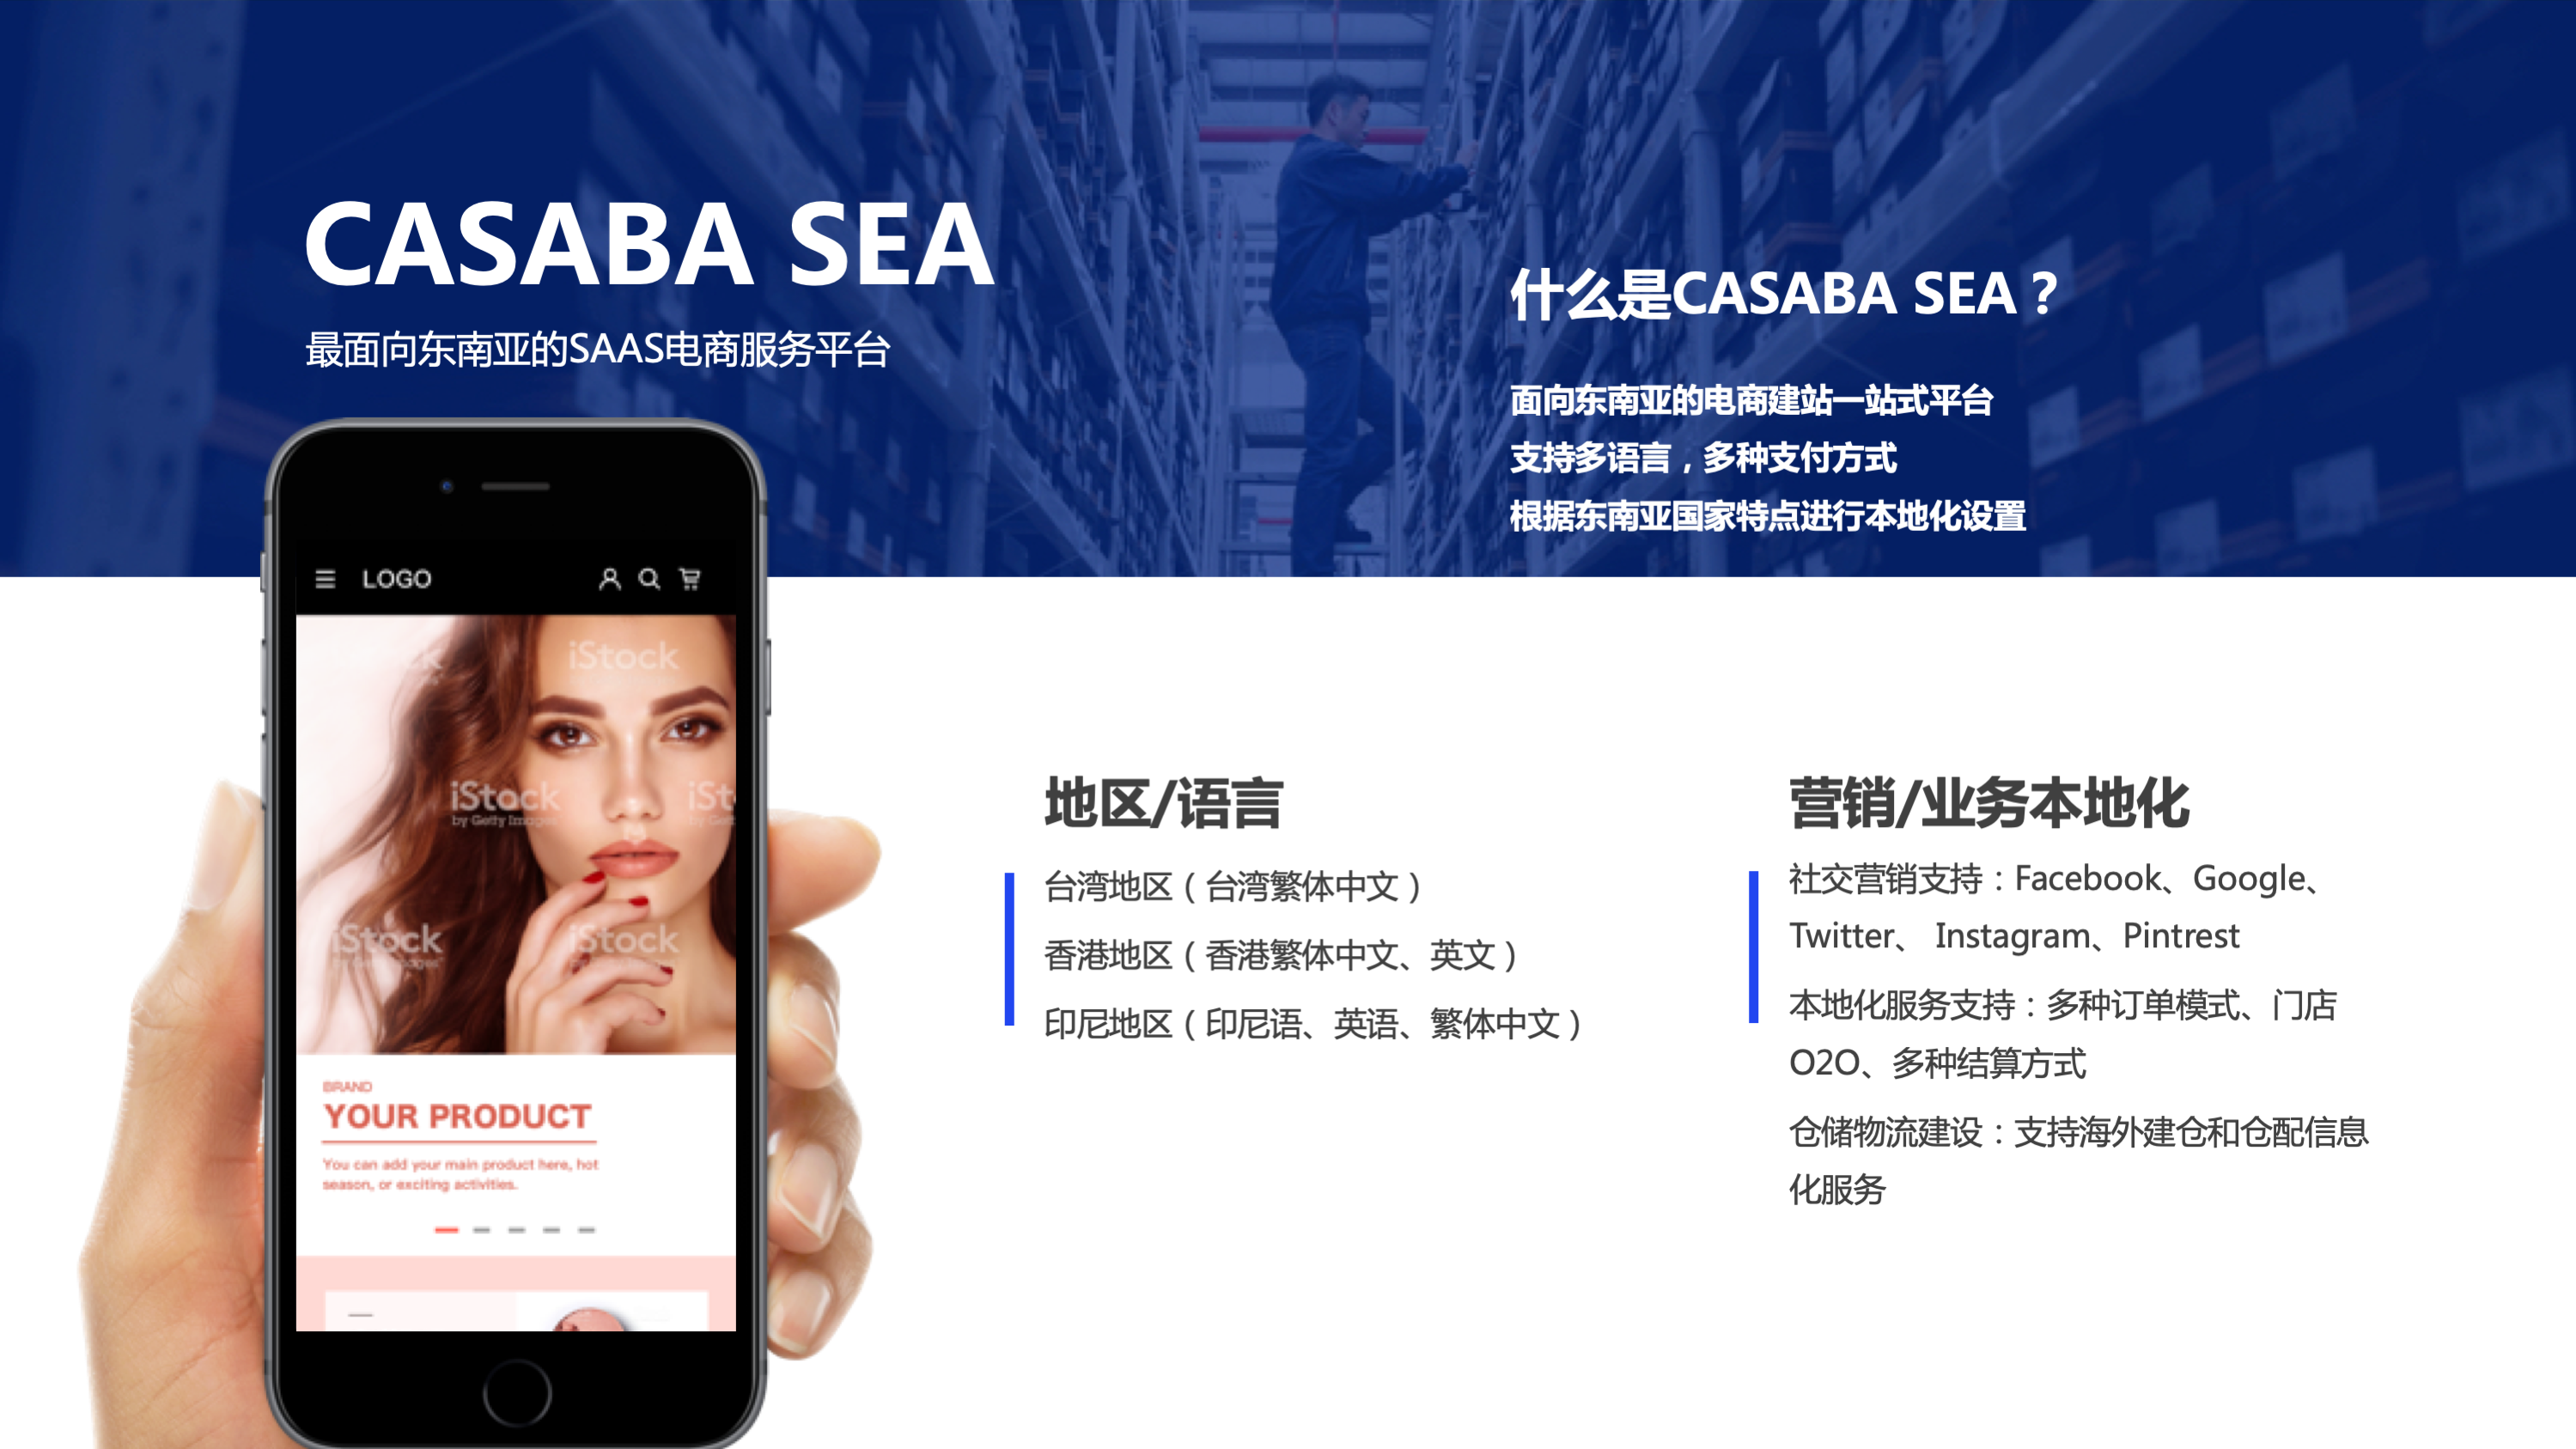 CASABA SEA
最面向东南亚的SAAS电商服务平台
什么是CASABA SEA？
面向东南亚的电商建站一站式平台
支持多语言，多种支付方式
根据东南亚国家特点进行本地化设置
LOGO
iStock
iStock
by Getty Images
iSt
iStock
iStock
BRAND
YOUR PRODUCT
You can add your main product here, hot
season, or exciting activities.
地区/语言
台湾地区（台湾繁体中文）
香港地区（香港繁体中文、英文）
印尼地区（印尼语、英语、繁体中文）
营销/业务本地化
社交营销支持：Facebook、Google、
Twitter、 Instagram、Pintrest
本地化服务支持：多种订单模式、门店
O2O、多种结算方式
仓储物流建设：支持海外建仓和仓配信息
化服务